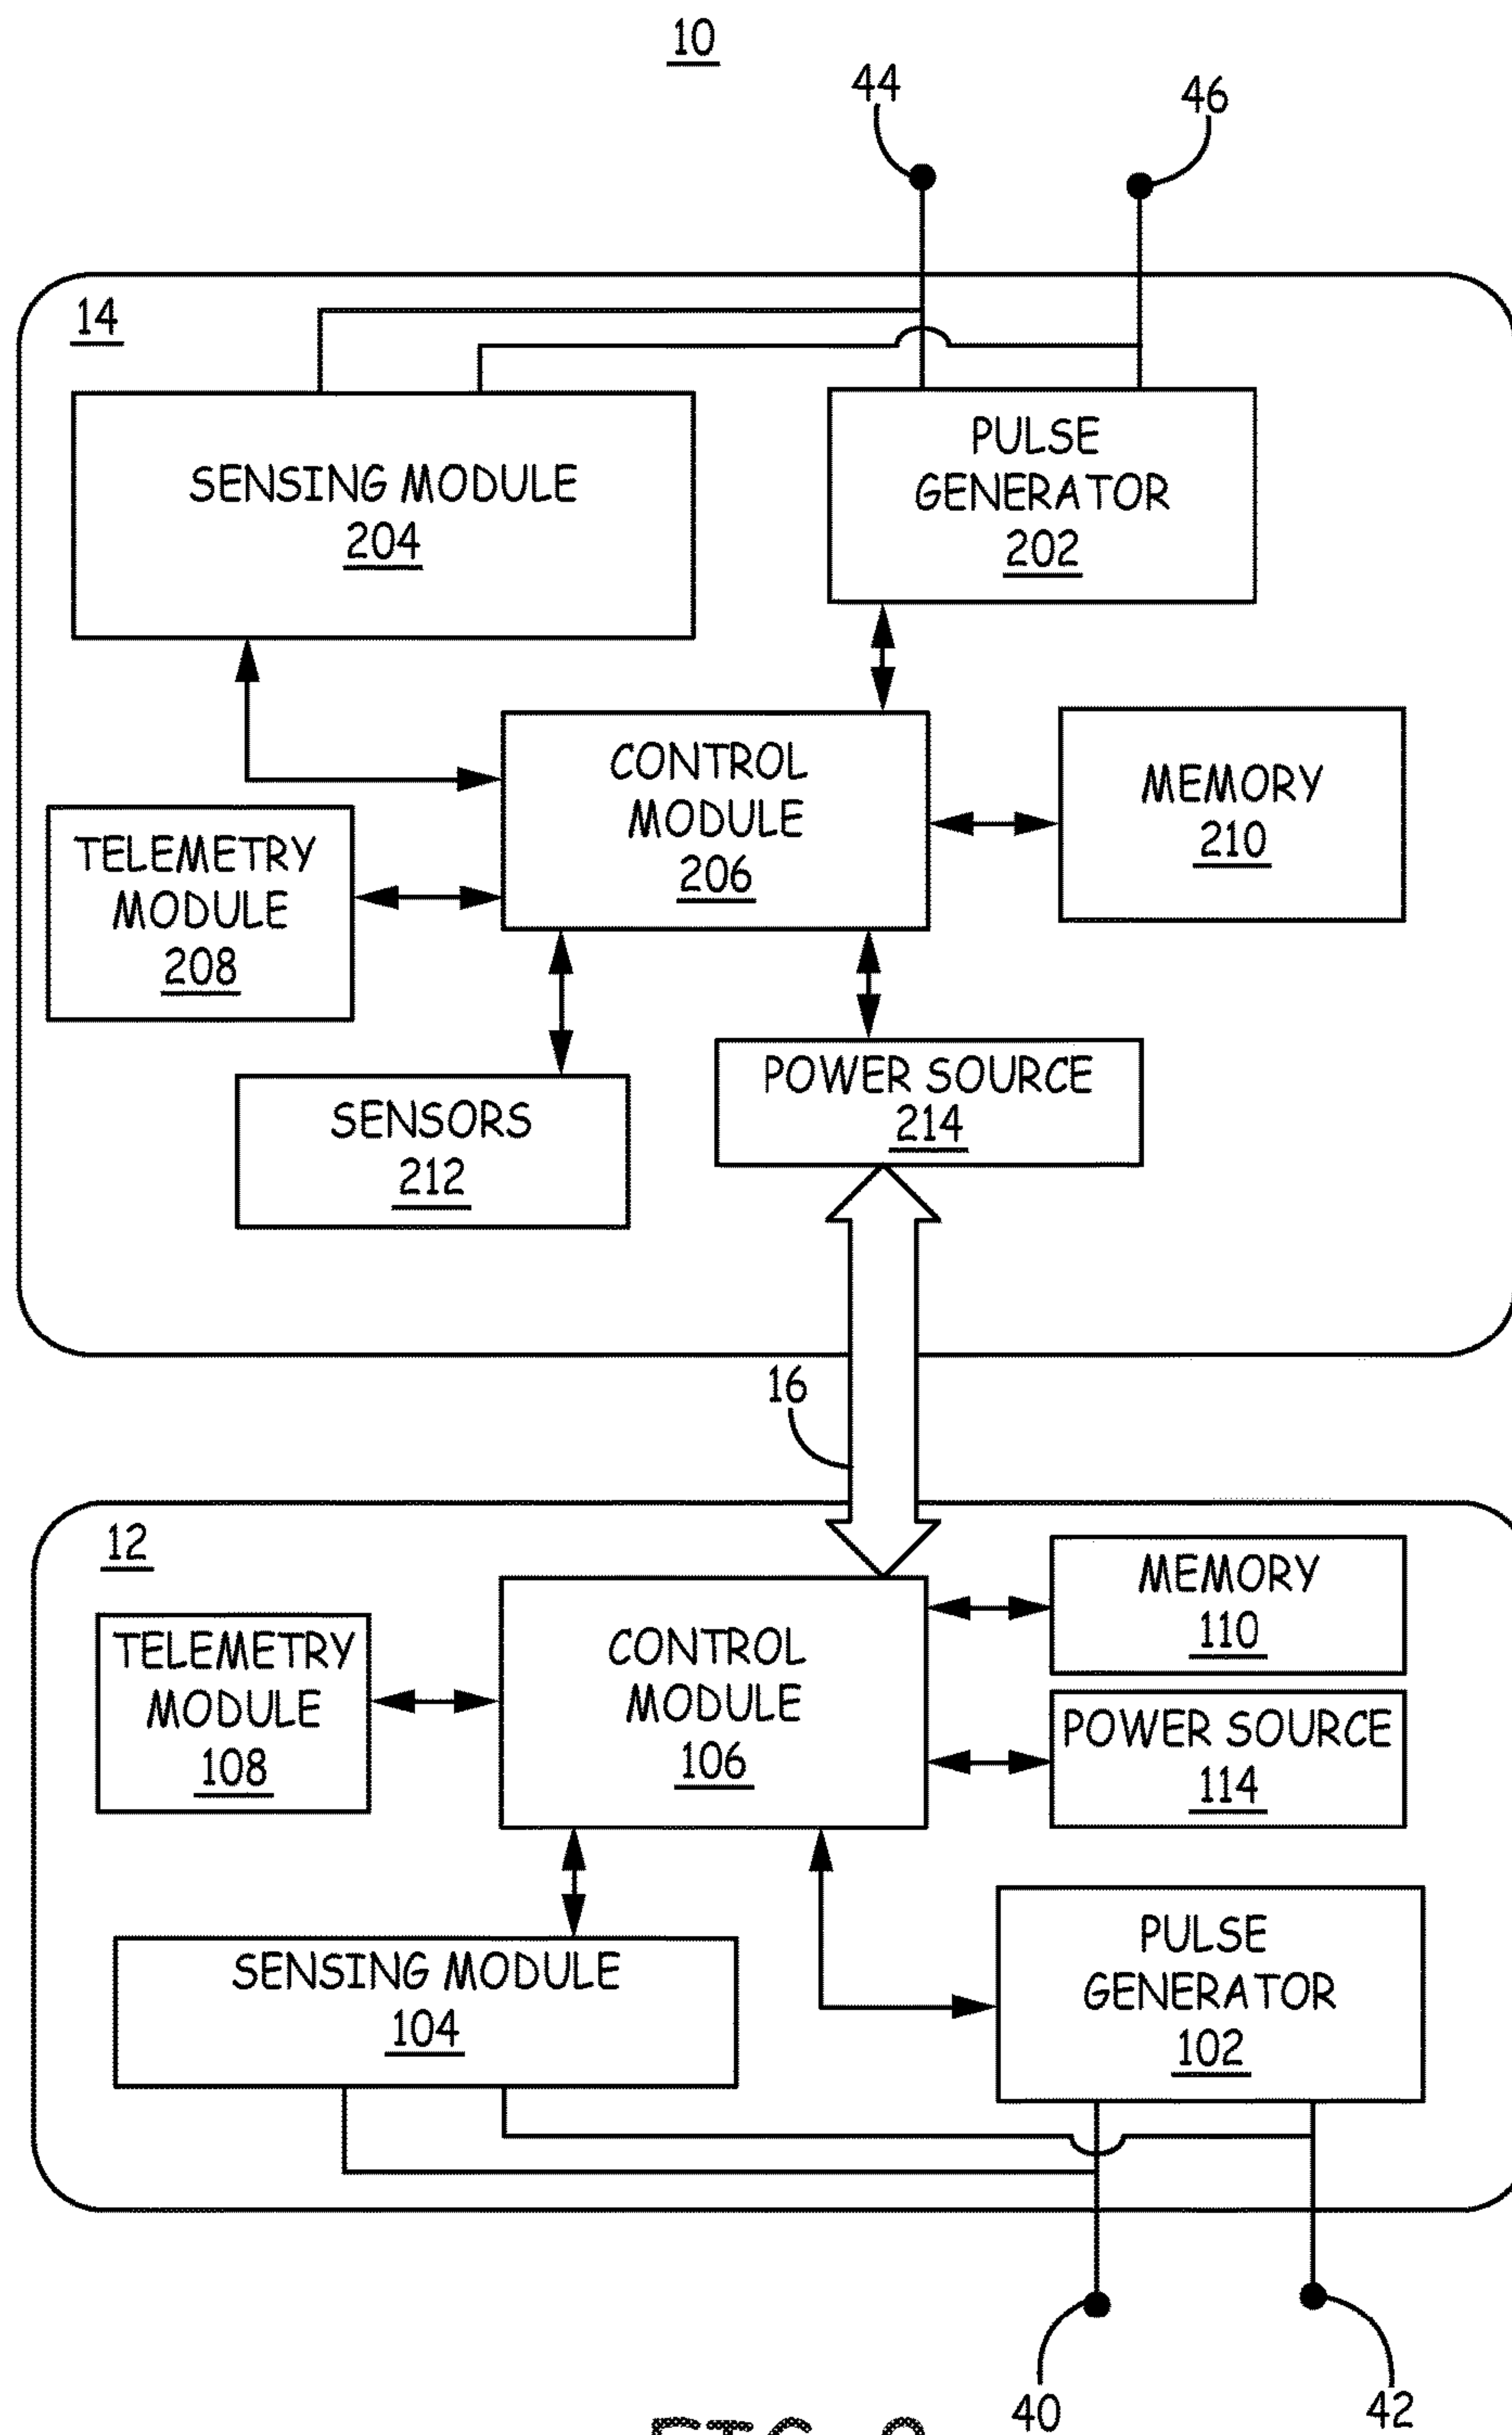 10
44
46
14
SENSING MODULE
204
PULSE
GENERATOR
202
CONTROL
MODULE
206
MEMORY
210
TELEMETRY
MODULE
208
SENSORS
212
POWER SOURCE
214
16
12
TELEMETRY
MODULE
108
CONTROL
MODULE
106
MEMORY
110
POWER SOURCE
114
SENSING MODULE
104
PULSE
GENERATOR
102
40
42